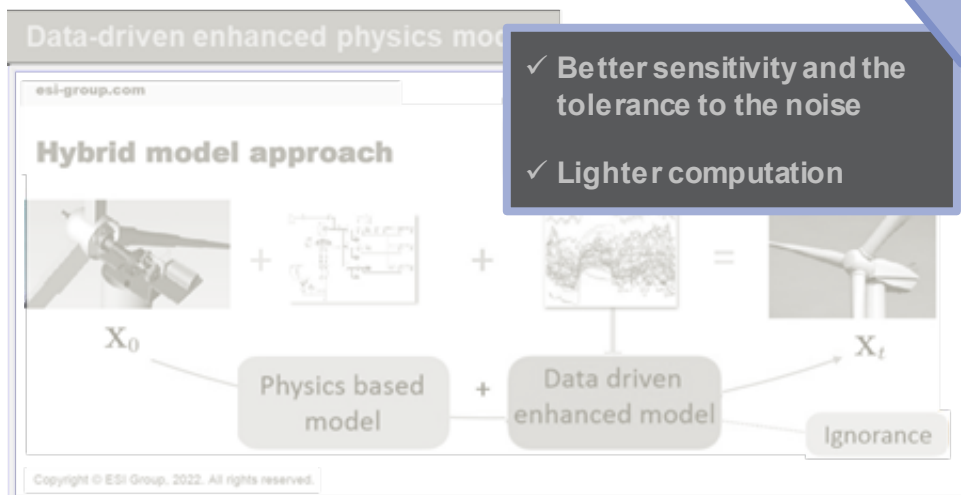 Data-driven enhanced physics mod
✓ Better sensitivity and the
tolerance to the noise
✓ Lighter computation
esi-group.com
Hybrid model approach
+ + =
X₀
Xₜ
Physics based
model
+
Data driven
enhanced model
Ignorance
Copyright © ESI Group, 2022. All rights reserved.